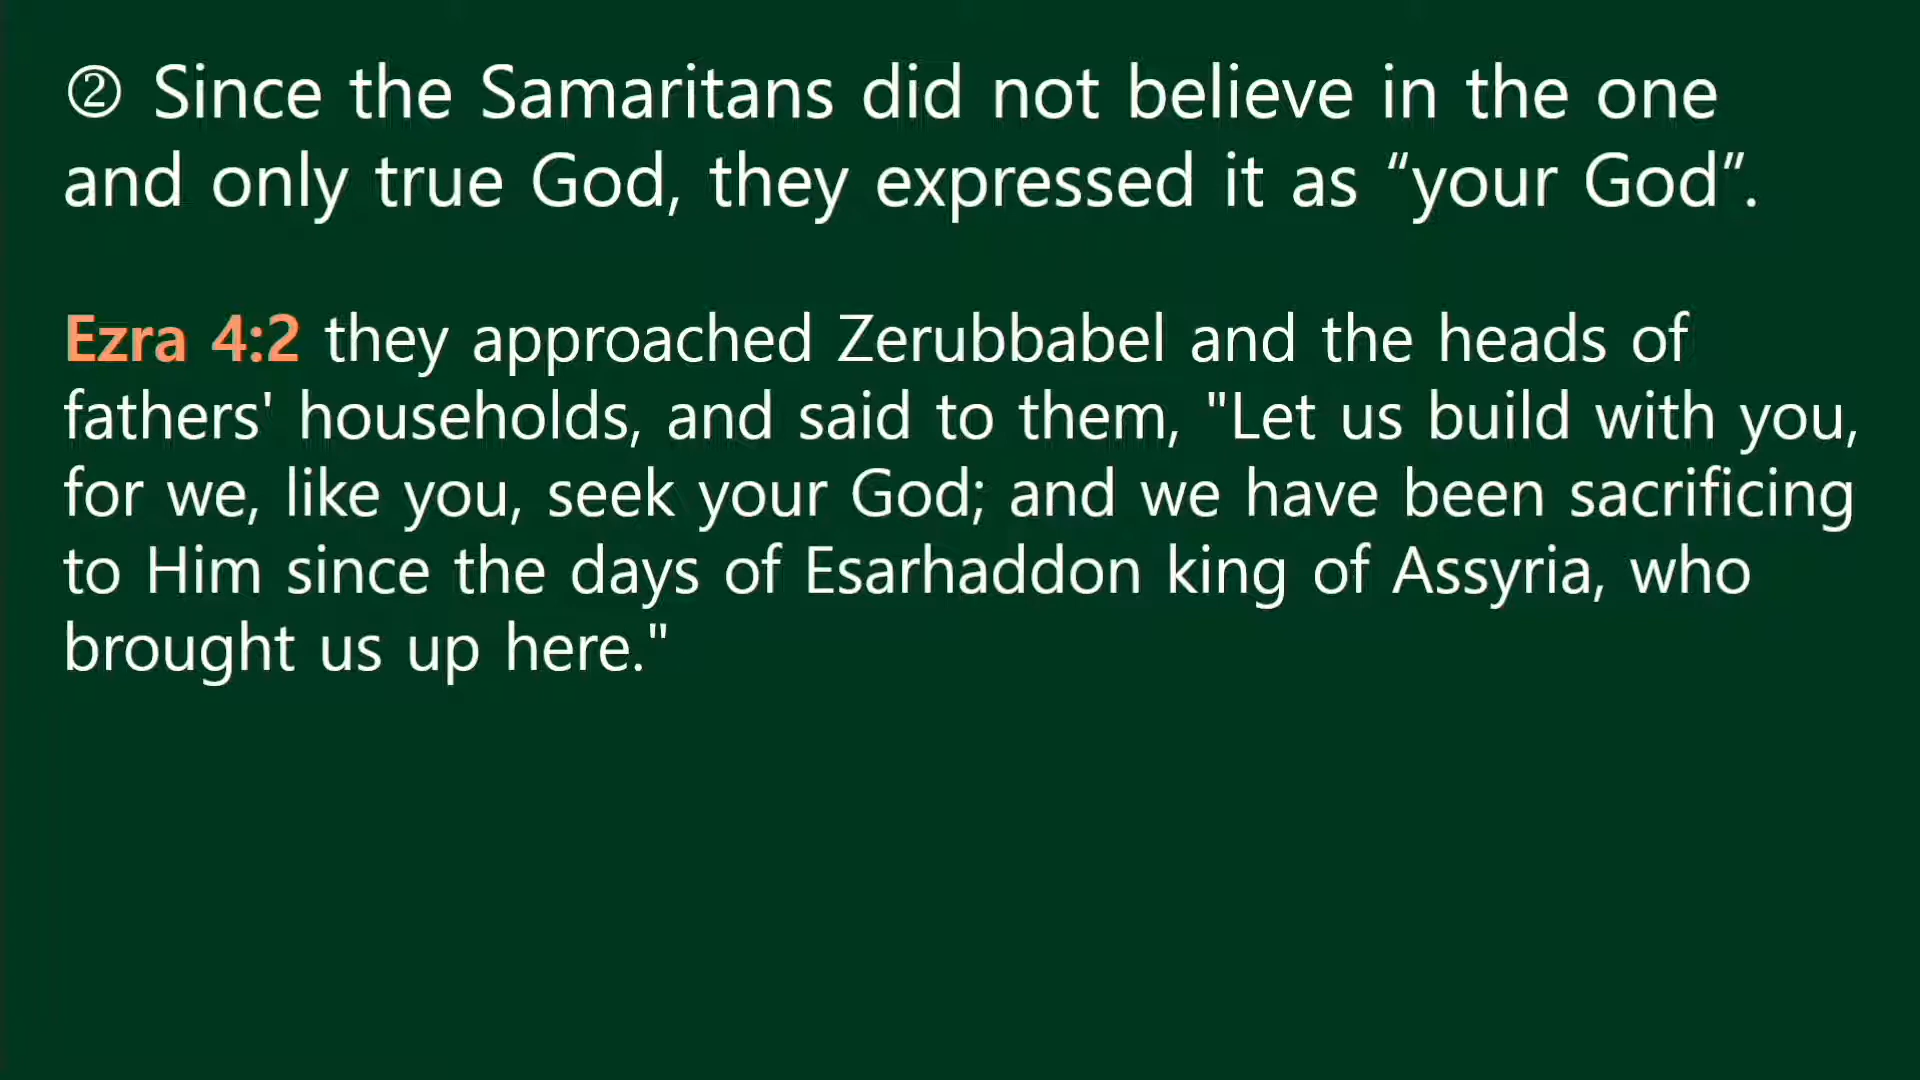 ② Since the Samaritans did not believe in the one
and only true God, they expressed it as “your God”.
Ezra 4:2 they approached Zerubbabel and the heads of
fathers' households, and said to them, "Let us build with you,
for we, like you, seek your God; and we have been sacrificing
to Him since the days of Esarhaddon king of Assyria, who
brought us up here."